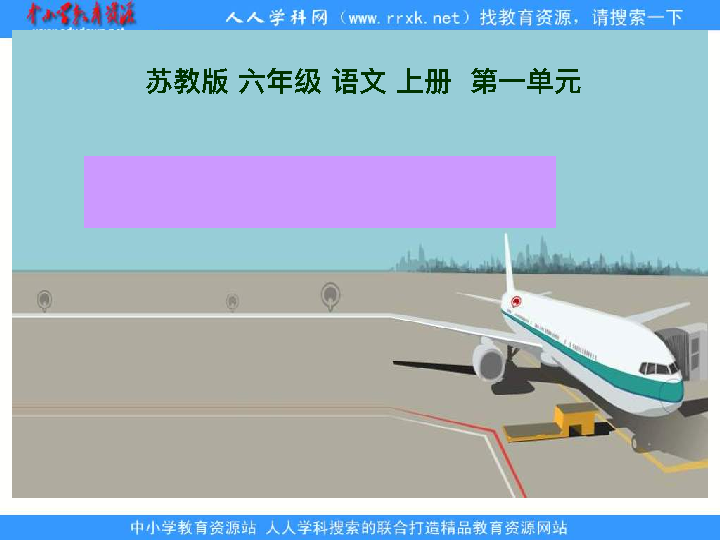 中小学教育资源
人人学科网（www.rrxk.net）找教育资源，请搜索一下
苏教版 六年级 语文 上册 第一单元
中小学教育资源站 人人学科搜索的联合打造精品教育资源网站